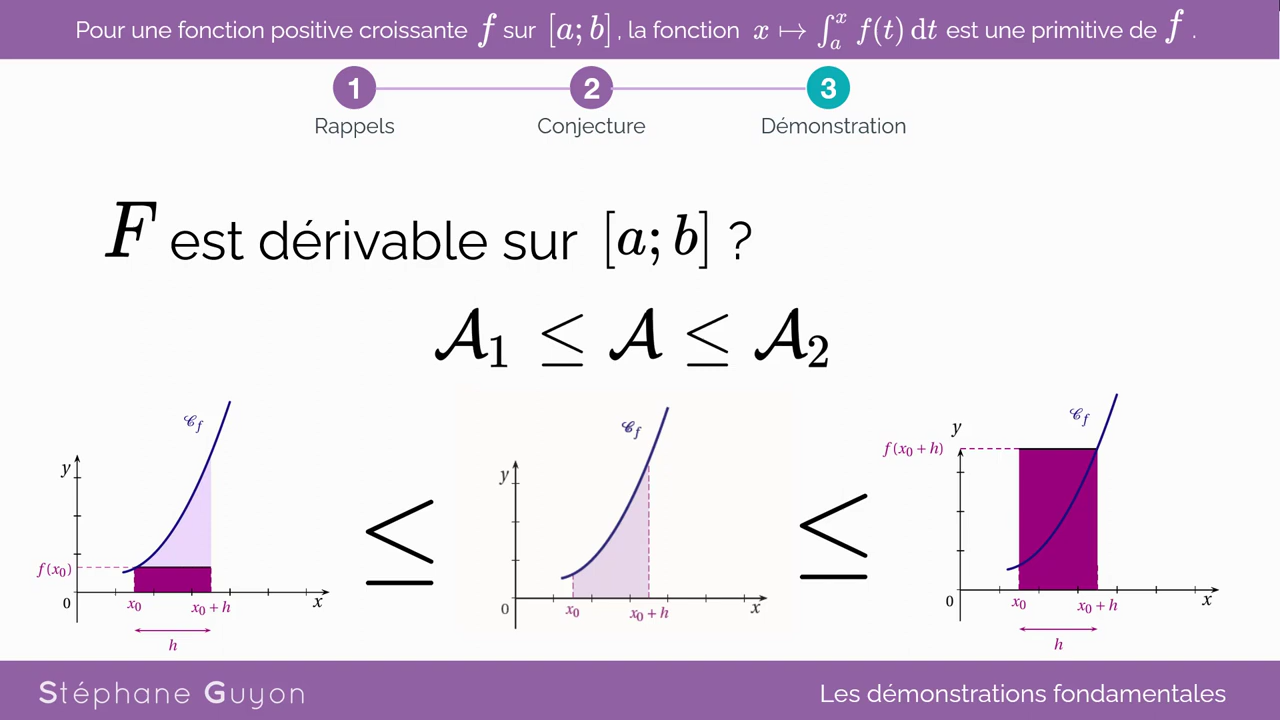 Pour une fonction positive croissante f sur [a; b], la fonction x ↦ ∫ₐˣ f(t) dt est une primitive de f .
1 2 3
Rappels Conjecture Démonstration
F est dérivable sur [a; b] ?
𝒜₁ ≤ 𝒜 ≤ 𝒜₂
𝒞f
y
f(x₀)
0 x₀ x₀ + h x
h
≤
𝒞f
y
0 x₀ x₀ + h x
≤
𝒞f
y
f(x₀ + h)
0 x₀ x₀ + h x
h
Stéphane Guyon
Les démonstrations fondamentales